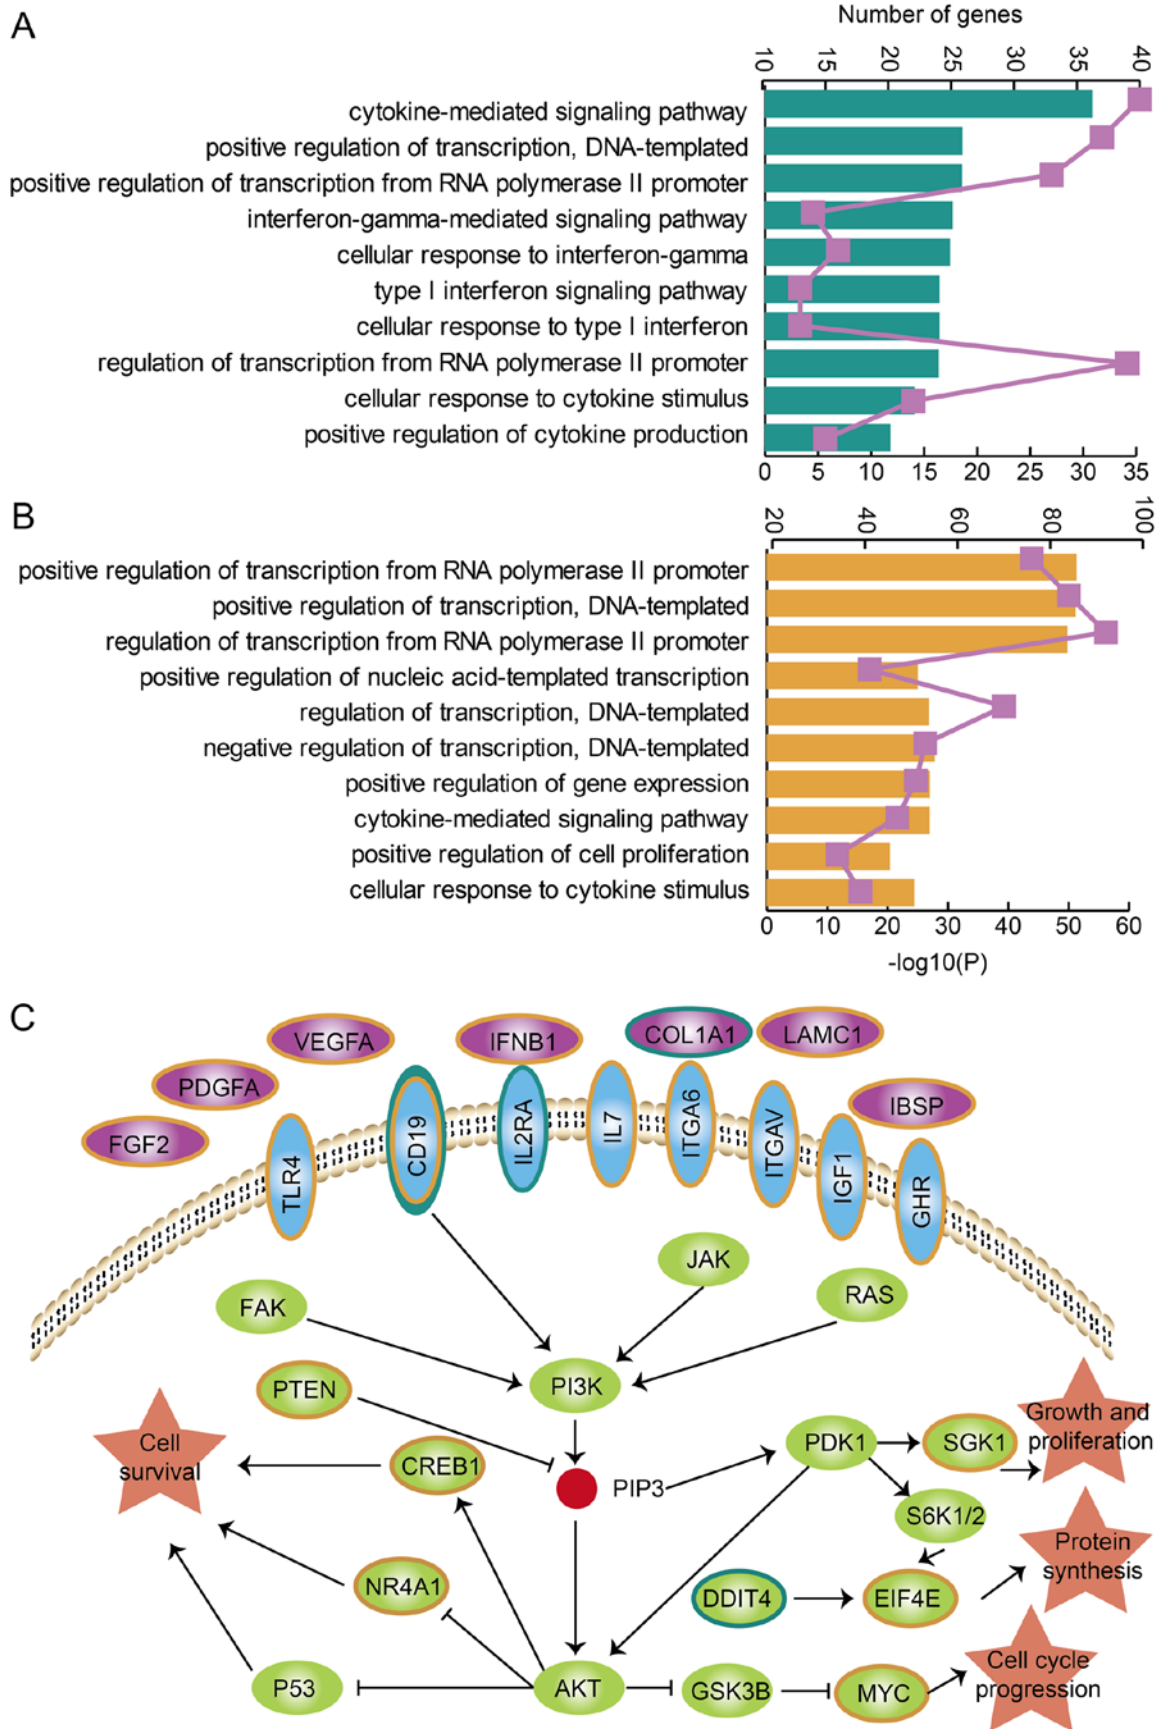 A
Number of genes
10 15 20 25 30 35 40
cytokine-mediated signaling pathway
positive regulation of transcription, DNA-templated
positive regulation of transcription from RNA polymerase II promoter
interferon-gamma-mediated signaling pathway
cellular response to interferon-gamma
type I interferon signaling pathway
cellular response to type I interferon
regulation of transcription from RNA polymerase II promoter
cellular response to cytokine stimulus
positive regulation of cytokine production
0 5 10 15 20 25 30 35
B
20 40 60 80 100
positive regulation of transcription from RNA polymerase II promoter
positive regulation of transcription, DNA-templated
regulation of transcription from RNA polymerase II promoter
positive regulation of nucleic acid-templated transcription
regulation of transcription, DNA-templated
negative regulation of transcription, DNA-templated
positive regulation of gene expression
cytokine-mediated signaling pathway
positive regulation of cell proliferation
cellular response to cytokine stimulus
0 10 20 30 40 50 60
-log10(P)
C
VEGFA
IFNB1
COL1A1
LAMC1
PDGFA
IBSP
FGF2
TLR4
CD19
IL2RA
IL7
ITGA6
ITGAV
IGF1
GHR
JAK
FAK
RAS
PTEN
PI3K
Cell
survival
CREB1
PIP3
PDK1
SGK1
Growth and
proliferation
S6K1/2
Protein
synthesis
NR4A1
DDIT4
EIF4E
P53
AKT
GSK3B
MYC
Cell cycle
progression